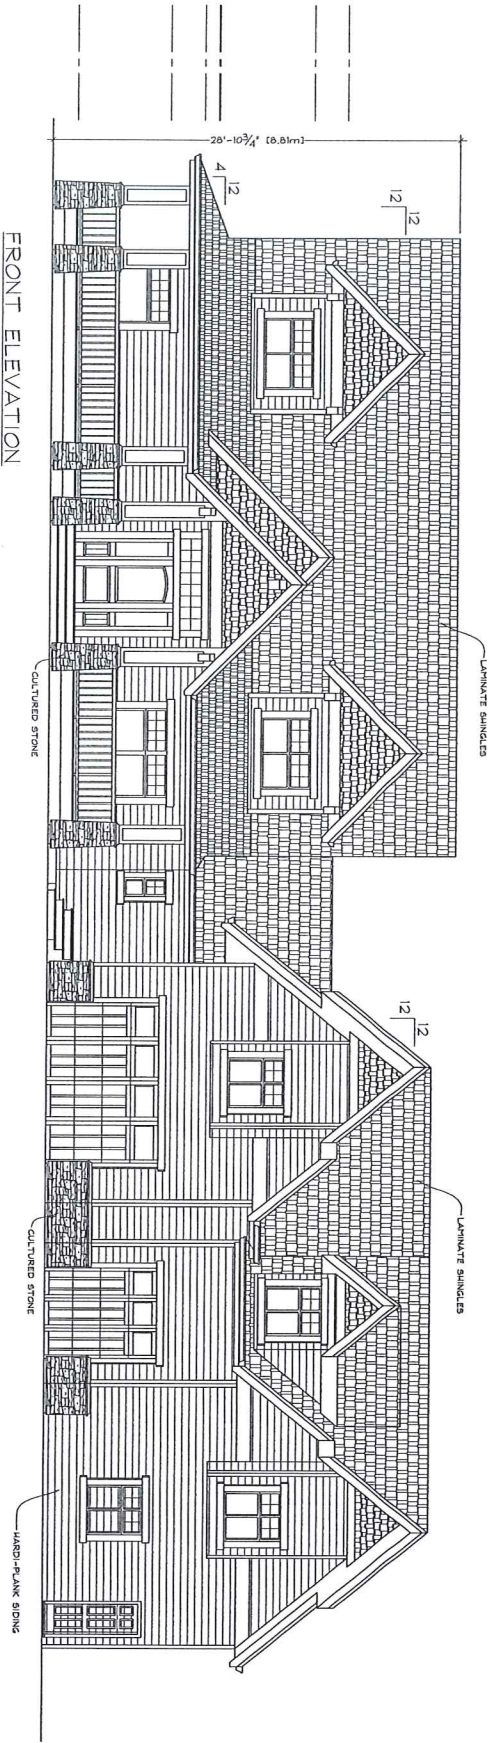 28'-10¾" [8.81m]
12
4
12
12
LAMINATE SHINGLES
12
12
LAMINATE SHINGLES
CULTURED STONE
CULTURED STONE
HARDI-PLANK SIDING
FRONT ELEVATION